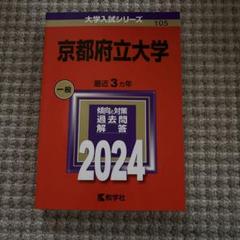 大学入試シリーズ
105
京都府立大学
一般
最近3カ年
傾向と対策
過去問
解答
2024
教学社